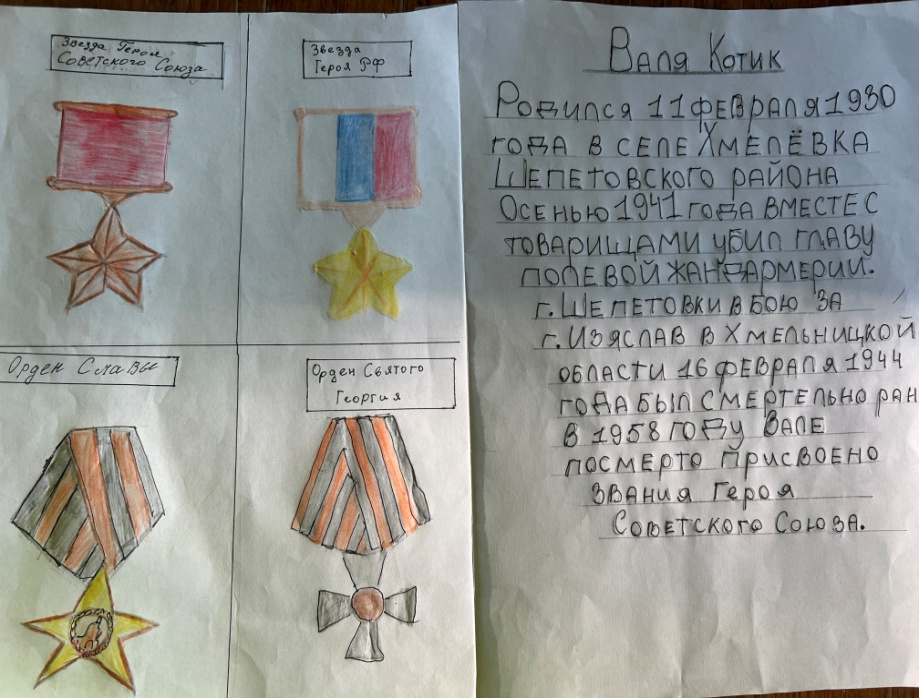 Звезда Героя
Советского Союза
Звезда
Героя РФ
Орден Славы
Орден Святого
Георгия
Валя Котик
Родился 11 февраля 1930
года в селе Хмелёвка
Шепетовского района
Осенью 1941 года вместе с
товарищами убил главу
полевой жандармерии.
г. Шепетовки в бою за
г. Изяслав в Хмельницкой
области 16 февраля 1944
года был смертельно ран
в 1958 году Вале
посмерто присвоено
звания Героя
Советского Союза.